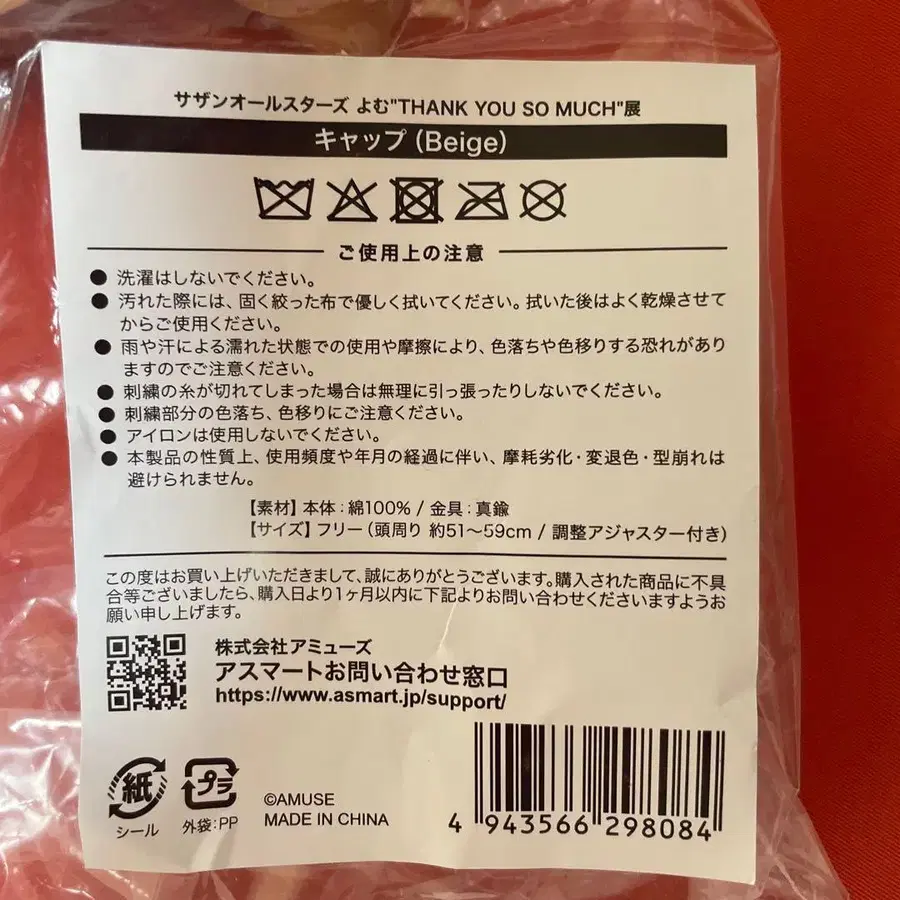 サザンオールスターズ よむ"THANK YOU SO MUCH"展
キャップ（Beige）
ご使用上の注意
● 洗濯はしないでください。
● 汚れた際には、固く絞った布で優しく拭いてください。拭いた後はよく乾燥させて
からご使用ください。
● 雨や汗による濡れた状態での使用や摩擦により、色落ちや色移りする恐れがあり
ますのでご注意ください。
● 刺繍の糸が切れてしまった場合は無理に引っ張ったりしないでください。
● 刺繍部分の色落ち、色移りにご注意ください。
● アイロンは使用しないでください。
● 本製品の性質上、使用頻度や年月の経過に伴い、摩耗劣化・変退色・型崩れは
避けられません。
【素材】本体：綿100% / 金具：真鍮
【サイズ】フリー（頭周り 約51〜59cm / 調整アジャスター付き）
この度はお買い上げいただきまして、誠にありがとうございます。購入された商品に不具
合等ございましたら、購入日より1ヶ月以内に下記よりお問い合わせくださいますようお
願い申し上げます。
株式会社アミューズ
アスマートお問い合わせ窓口
https://www.asmart.jp/support/
紙
シール
プラ
外袋：PP
©AMUSE
MADE IN CHINA
4 943566 298084